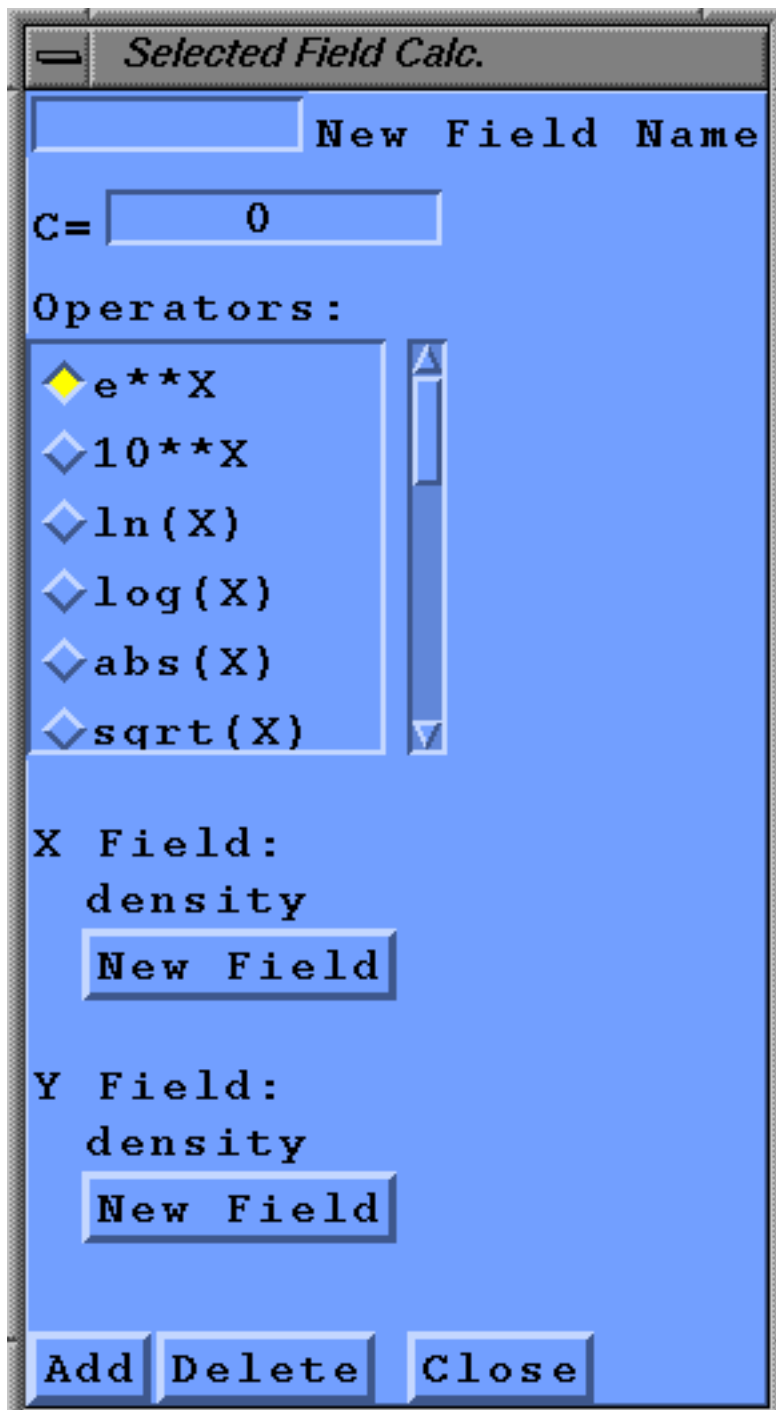 Selected Field Calc.
New Field Name
C= 0
Operators:
e**X
10**X
ln(X)
log(X)
abs(X)
sqrt(X)
X Field:
density
New Field
Y Field:
density
New Field
Add Delete Close